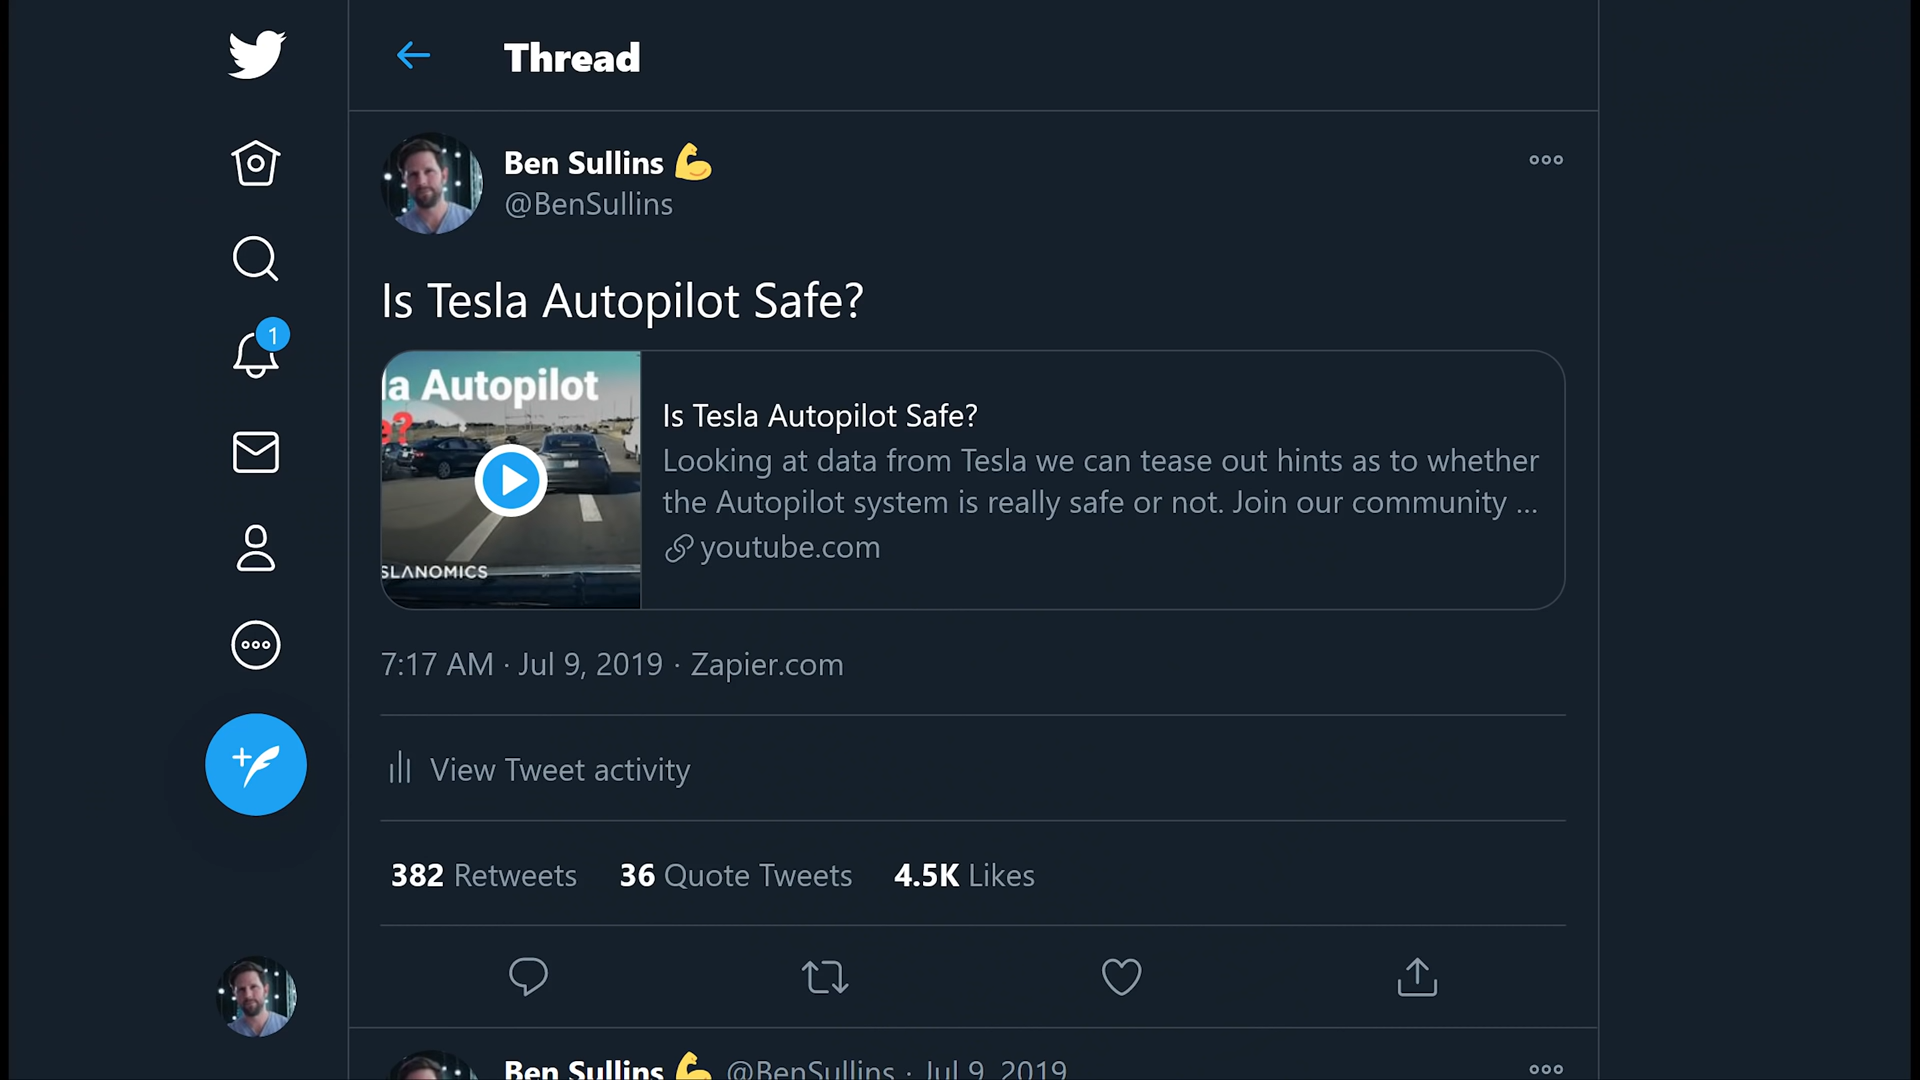 Thread
Ben Sullins 💪
@BenSullins
Is Tesla Autopilot Safe?
la Autopilot
e?
SLANOMICS
Is Tesla Autopilot Safe?
Looking at data from Tesla we can tease out hints as to whether
the Autopilot system is really safe or not. Join our community ...
youtube.com
1
7:17 AM · Jul 9, 2019 · Zapier.com
View Tweet activity
382 Retweets 36 Quote Tweets 4.5K Likes
Ben Sullins 💪 @BenSullins · Jul 9, 2019